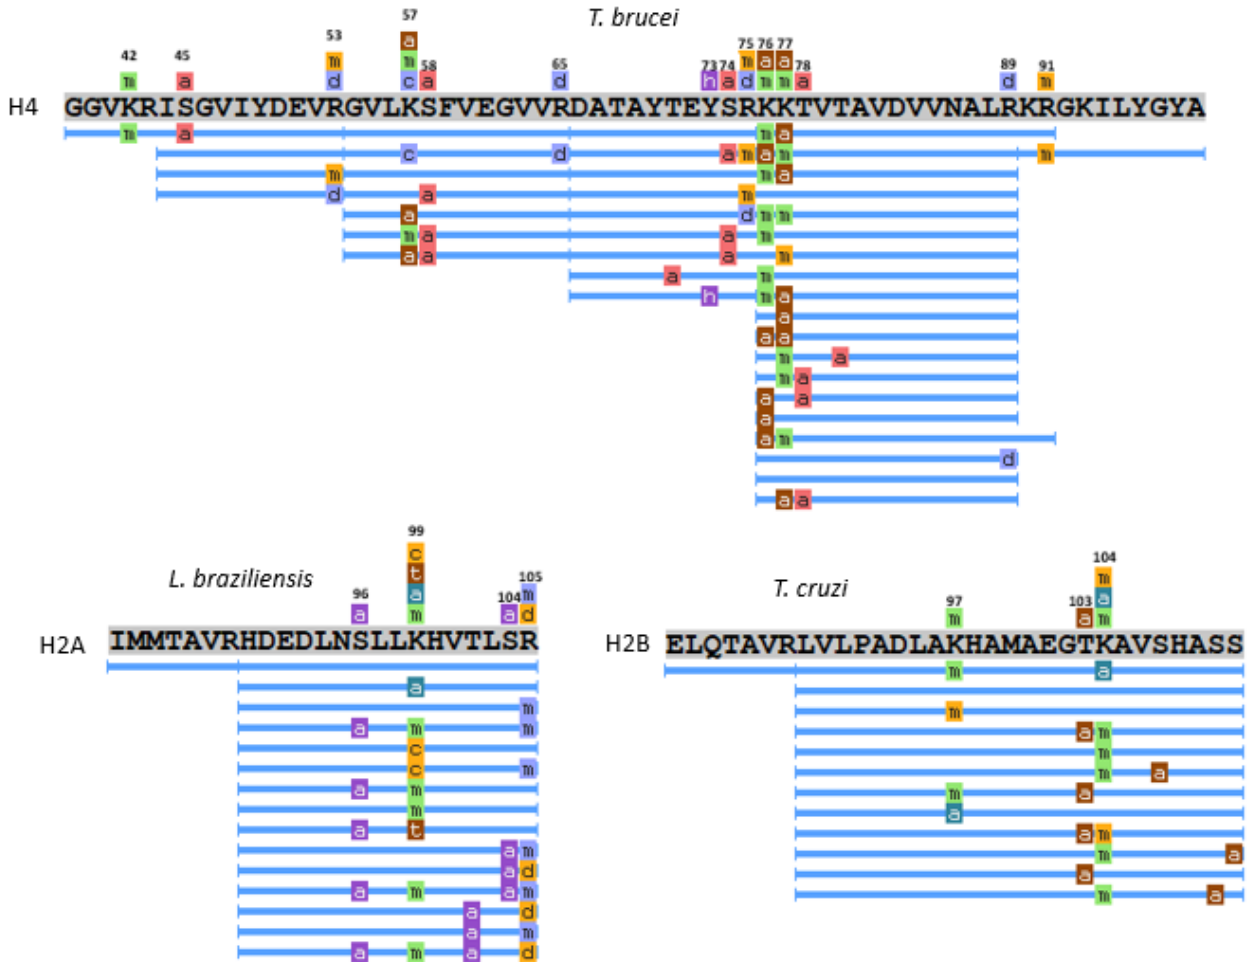 T. brucei
57
a
53 75 76 77
42 45 m m m a a
58 65 73 74 78 89 91
m a d c a d h a d m m a d m
H4 GGVKRISGVIYDEVRGVLKSFVEGVVRDATAYTEYSRKKTVTAVDVVNALRKRGKILYGYA
m a m a
c d a m a m m
m m a
d a m
a d m m
m a a m
a a a m
a m
h m a
a
a a
m a
m a
a a
a
a m
d
a a
L. braziliensis
99
c
t
96 a 105 m
104
a m a d
H2A IMMTAVRHDEDLNSLLKHVTLSR
a
m
a m m
c
c m
a m
m
a t
a m
a d
a m a m
a d
a m
a m a d
T. cruzi
104
m
97 103 a
m a m
H2B ELQTAVRLVLPADLAKHAMAEGTKAVSHASS
m a
m
a m
m
m a
m a
a
a m
m a
a
m a